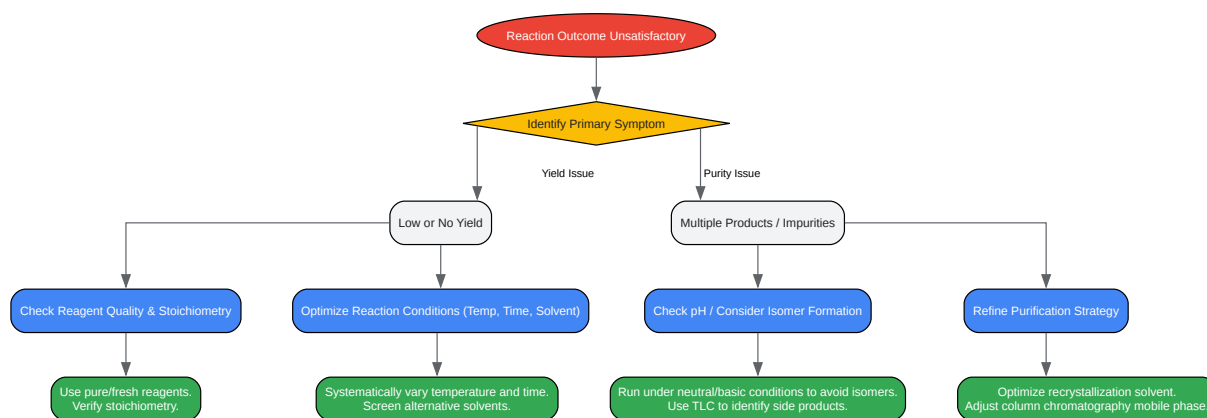 Reaction Outcome Unsatisfactory
Identify Primary Symptom
Yield Issue
Purity Issue
Low or No Yield
Multiple Products / Impurities
Check Reagent Quality & Stoichiometry
Optimize Reaction Conditions (Temp, Time, Solvent)
Check pH / Consider Isomer Formation
Refine Purification Strategy
Use pure/fresh reagents.
Verify stoichiometry.
Systematically vary temperature and time.
Screen alternative solvents.
Run under neutral/basic conditions to avoid isomers.
Use TLC to identify side products.
Optimize recrystallization solvent.
Adjust column chromatography mobile phase